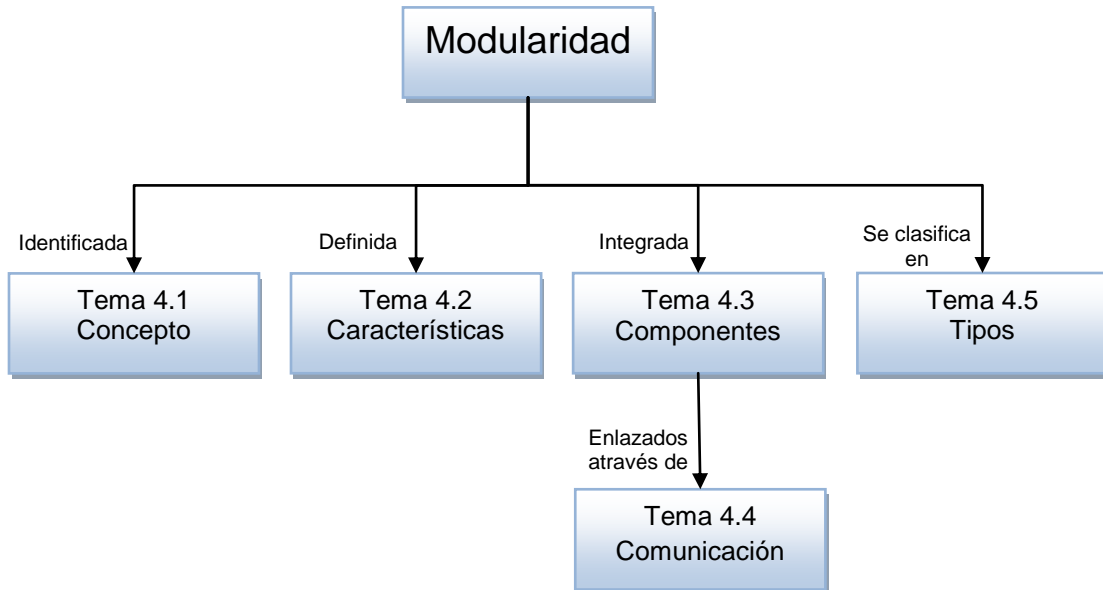 Modularidad
Identificada
Definida
Integrada
Se clasifica
en
Tema 4.1
Concepto
Tema 4.2
Características
Tema 4.3
Componentes
Tema 4.5
Tipos
Enlazados
através de
Tema 4.4
Comunicación